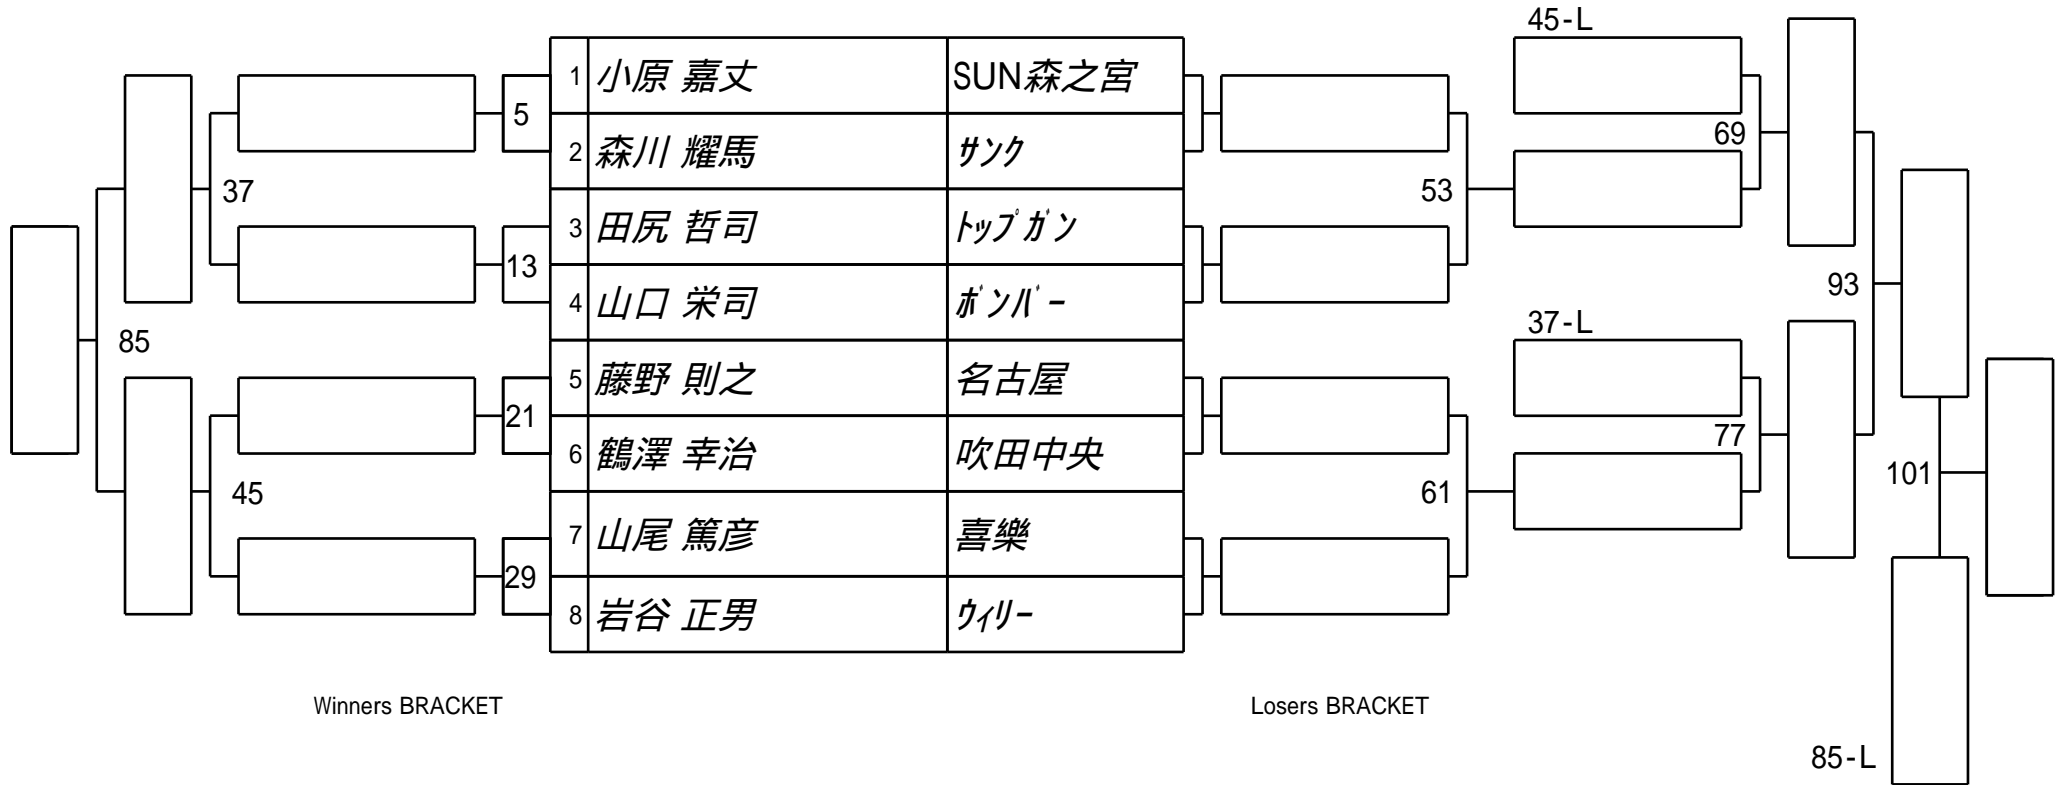 45-L
1 小原 嘉丈 SUN森之宮
5
2 森川 耀馬 ｻﾝｸ
69
37
53
3 田尻 哲司 ﾄｯﾌﾟｶﾞﾝ
13
4 山口 栄司 ﾎﾞﾝﾊﾞｰ
93
85
37-L
5 藤野 則之 名古屋
21
77
6 鶴澤 幸治 吹田中央
101
45
61
7 山尾 篤彦 喜樂
29
8 岩谷 正男 ｳｨﾘｰ
Winners BRACKET
Losers BRACKET
85-L